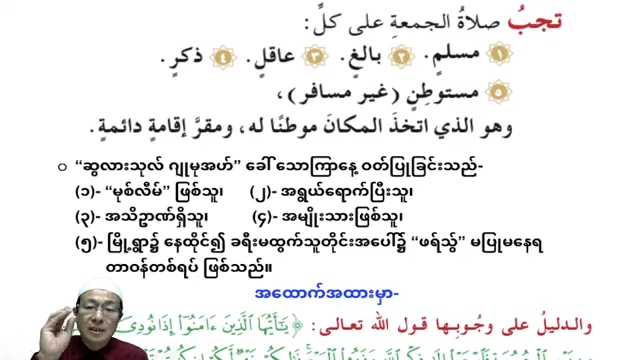 تجبُ صلاةُ الجمعةِ على كلِّ:
١ مسلمٍ. ٢ بالغٍ. ٣ عاقلٍ. ٤ ذكرٍ.
٥ مستوطِنٍ (غير مسافر)،
وهو الذي اتخذَ المكانَ موطنًا له، ومقرَّ إقامةٍ دائمةٍ.
o “ဆွလားသုလ် ဂျုမုအဟ်” ခေါ် သောကြာနေ့ ဝတ်ပြုခြင်းသည်-
(၁)- “မုစ်လီမ်” ဖြစ်သူ၊ (၂)- အရွယ်ရောက်ပြီးသူ၊
(၃)- အသိဉာဏ်ရှိသူ၊ (၄)- အမျိုးသားဖြစ်သူ၊
(၅)- မြို့ရွာ၌ နေထိုင်၍ ခရီးမထွက်သူတိုင်းအပေါ်၌ “ဖရ်သွ်” မပြုမနေရ
တာဝန်တစ်ရပ် ဖြစ်သည်။
အထောက်အထားမှာ-
والدليلُ على وجُوبِها قول الله تعالى: ﴿ يَٰٓأَيُّهَا ٱلَّذِينَ ءَامَنُوٓاْ إِذَا نُودِىَ